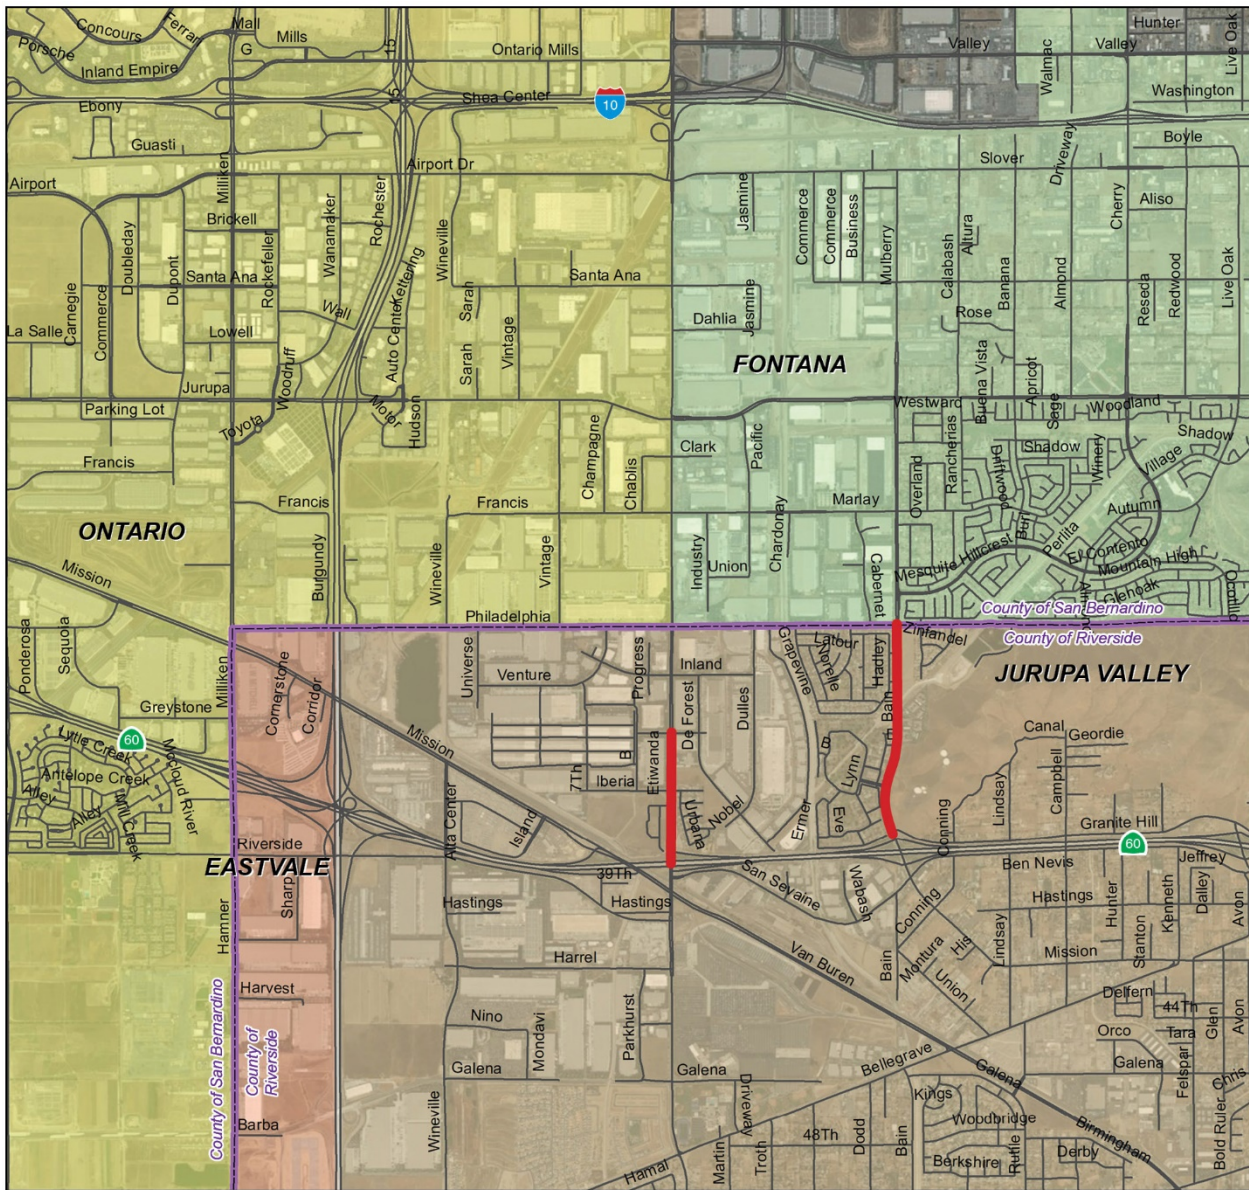 Concours
Ferrari
Mall
Mills
15
Ontario Mills
Porsche
G
Inland Empire
Valley
Walmac
Valley
Hunter
Live Oak
Ebony
15
Shea Center
10
Washington
Guasti
Airport Dr
Slover
Driveway
Boyle
Airport
Milliken
Brickell
Doubleday
Dupont
Rockefeller
Wanamaker
Rochester
Wineville
Jasmine
Commerce
Commerce
Business
Mulberry
Calabash
Altura
Banana
Almond
Cherry
Aliso
Santa Ana
Kettering
Santa Ana
Carnegie
Commerce
Wall
Sarah
Jasmine
Reseda
Redwood
Live Oak
La Salle
Lowell
Auto Center
Sarah
Vintage
Dahlia
Rose
FONTANA
Jurupa
Woodruff
Buena Vista
Apricot
Parking Lot
Toyota
Motor
Hudson
Westward
Sage
Woodland
Francis
Champagne
Chablis
Clark
Pacific
Overland
Rancherias
Driftwood
Shadow
Winery
Village
Shadow
ONTARIO
Francis
Francis
Marlay
Chardonay
Burl
Perlita
Autumn
Mission
Burgundy
Wineville
Vintage
Industry
Union
Cabernet
Mesquite
Hillcrest
El Contento
Mountain High
Glenoak
Ocotillo
Philadelphia
County of San Bernardino
County of Riverside
Ponderosa
Sequoia
Milliken
Cornerstone
Corridor
Universe
Venture
Progress
Inland
De Forest
Dulles
Grapevine
Latour
Norelle
Hadley
Zinfandel
JURUPA VALLEY
Greystone
Mission
Bain
Canal
Geordie
60
Lytle Creek
Mccloud River
Antelope Creek
Alley
Alley
Mill Creek
7Th
B
Iberia
Etiwanda
Urbana
Nobel
Ermer
B
Lynn
Eve
Conning
Lindsay
Campbell
Granite Hill
60
Riverside
EASTVALE
Alta Center
Island
39Th
San Sevaine
Wabash
Ben Nevis
Jeffrey
Hamner
Sharp
Hastings
Hastings
Conning
Hastings
Hunter
Stanton
Kenneth
Dailey
Avon
Harrel
Van Buren
Bain
Montura
His
Union
Lindsay
Mission
Harvest
County of San Bernardino
County of
Riverside
Nino
Mondavi
Parkhurst
Delfern
44Th
Orco
Tara
Glen
Avon
Galena
Galena
Bellegrave
Galena
Galena
Felspar
Chris
Barba
Wineville
Driveway
Kings
Woodbridge
Birmingham
Hamal
Martin
Troth
48Th
Dodd
Bain
Berkshire
Rutile
Derby
Bold Ruler